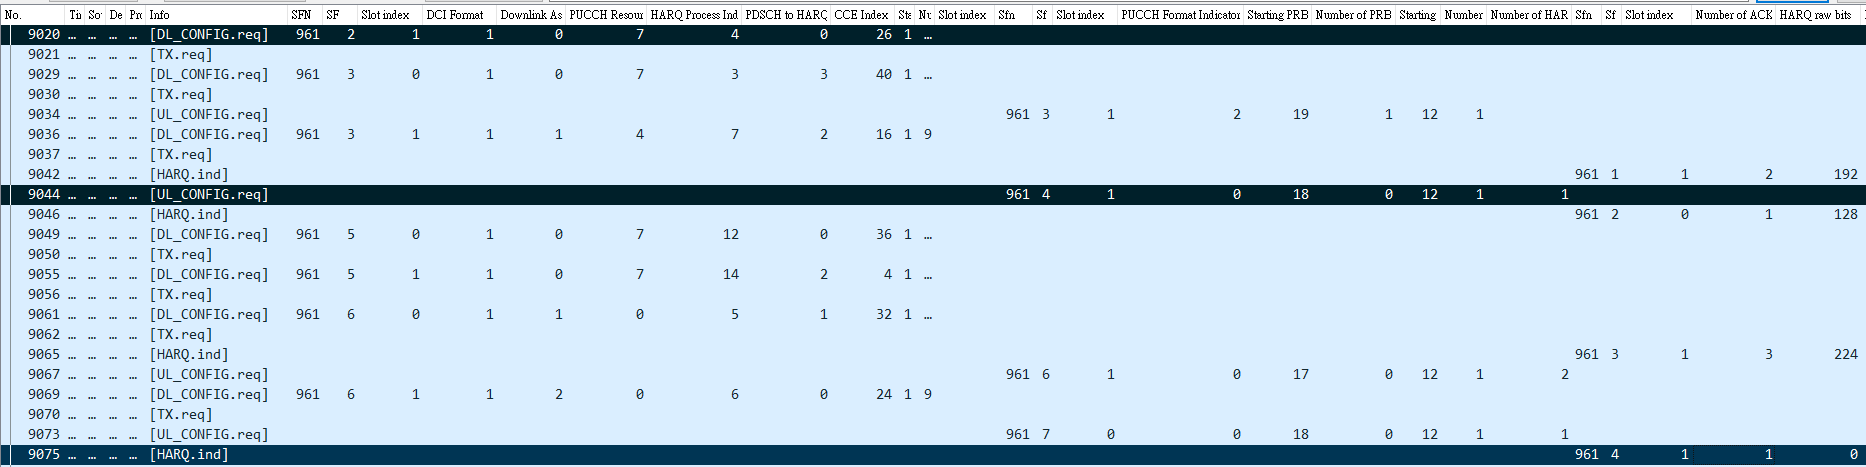 No. Ti So De Pr Info SFN SF Slot index DCI Format Downlink As PUCCH Resour HARQ Process Ind PDSCH to HARQ CCE Index Sta Nu Slot index Sfn Sf Slot index PUCCH Format Indicator Starting PRB Number of PRB Starting Number Number of HAR Sfn Sf Slot index Number of ACK HARQ raw bits
9020 … … … … [DL_CONFIG.req] 961 2 1 1 0 7 4 0 26 1 …
9021 … … … … [TX.req]
9029 … … … … [DL_CONFIG.req] 961 3 0 1 0 7 3 3 40 1 …
9030 … … … … [TX.req]
9034 … … … … [UL_CONFIG.req] 961 3 1 2 19 1 12 1
9036 … … … … [DL_CONFIG.req] 961 3 1 1 1 4 7 2 16 1 9
9037 … … … … [TX.req]
9042 … … … … [HARQ.ind] 961 1 1 2 192
9044 … … … … [UL_CONFIG.req] 961 4 1 0 18 0 12 1 1
9046 … … … … [HARQ.ind] 961 2 0 1 128
9049 … … … … [DL_CONFIG.req] 961 5 0 1 0 7 12 0 36 1 …
9050 … … … … [TX.req]
9055 … … … … [DL_CONFIG.req] 961 5 1 1 0 7 14 2 4 1 …
9056 … … … … [TX.req]
9061 … … … … [DL_CONFIG.req] 961 6 0 1 1 0 5 1 32 1 …
9062 … … … … [TX.req]
9065 … … … … [HARQ.ind] 961 3 1 3 224
9067 … … … … [UL_CONFIG.req] 961 6 1 0 17 0 12 1 2
9069 … … … … [DL_CONFIG.req] 961 6 1 1 2 0 6 0 24 1 9
9070 … … … … [TX.req]
9073 … … … … [UL_CONFIG.req] 961 7 0 0 18 0 12 1 1
9075 … … … … [HARQ.ind] 961 4 1 1 0